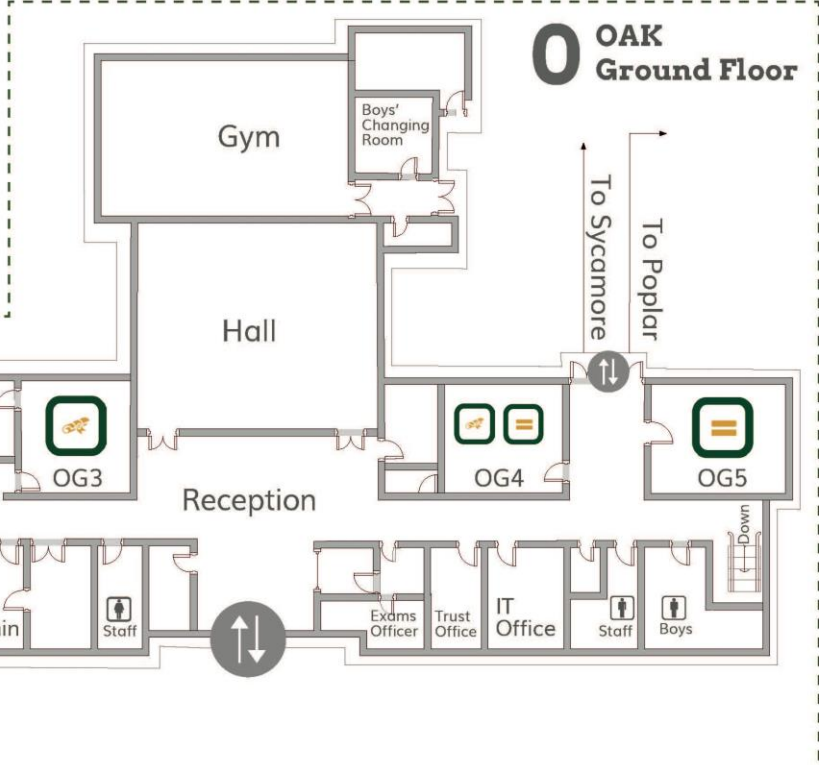 O
OAK
Ground Floor
Boys'
Changing
Room
Gym
To Sycamore
To Poplar
Hall
OG3
OG4
OG5
Reception
Down
in
Staff
Exams
Officer
Trust
Office
IT
Office
Staff
Boys